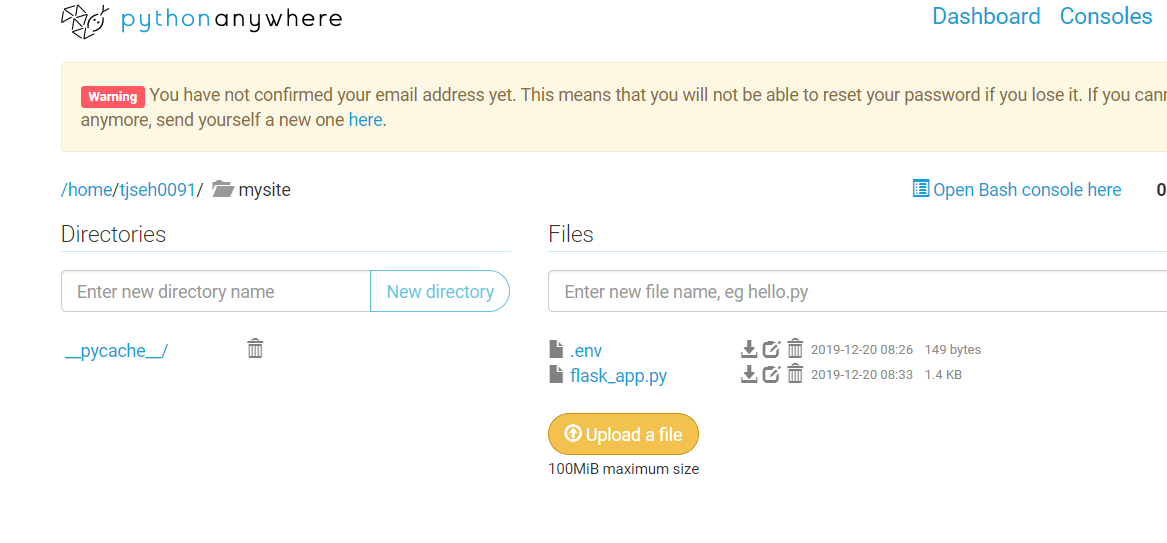 pythonanywhere
Dashboard Consoles
Warning You have not confirmed your email address yet. This means that you will not be able to reset your password if you lose it. If you
anymore, send yourself a new one here.
/home/tjseh0091/ mysite
Open Bash console here 0
Directories
Files
Enter new directory name New directory
Enter new file name, eg hello.py
__pycache__/
.env 2019-12-20 08:26 149 bytes
flask_app.py 2019-12-20 08:33 1.4 KB
Upload a file
100MiB maximum size